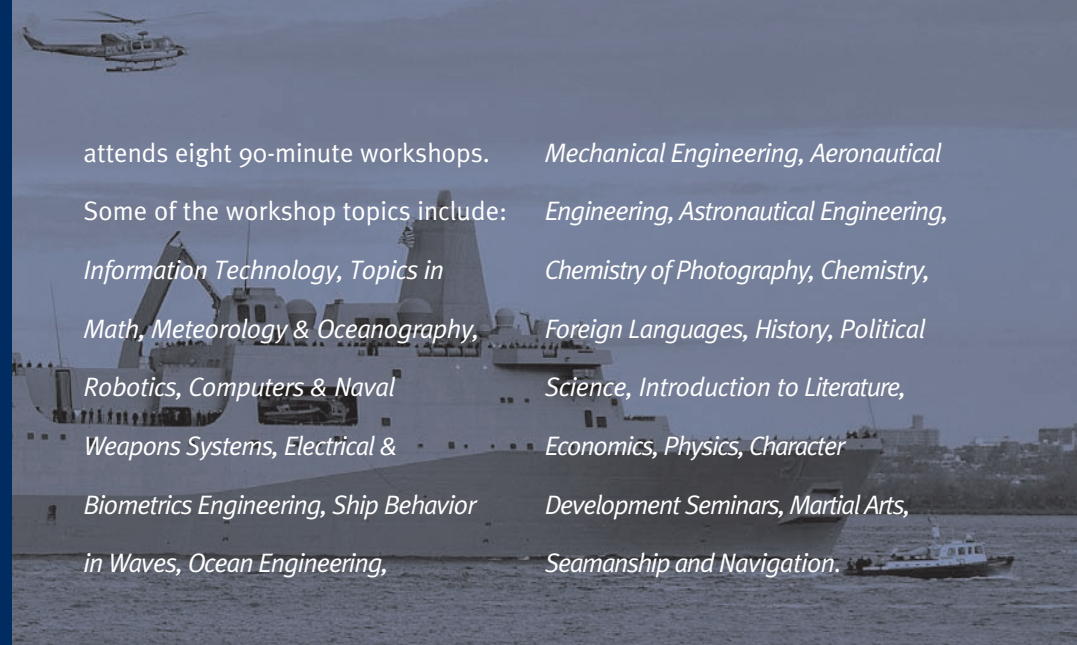 attends eight 90-minute workshops.
Some of the workshop topics include:
Information Technology, Topics in
Math, Meteorology & Oceanography,
Robotics, Computers & Naval
Weapons Systems, Electrical &
Biometrics Engineering, Ship Behavior
in Waves, Ocean Engineering,
Mechanical Engineering, Aeronautical
Engineering, Astronautical Engineering,
Chemistry of Photography, Chemistry,
Foreign Languages, History, Political
Science, Introduction to Literature,
Economics, Physics, Character
Development Seminars, Martial Arts,
Seamanship and Navigation.
21